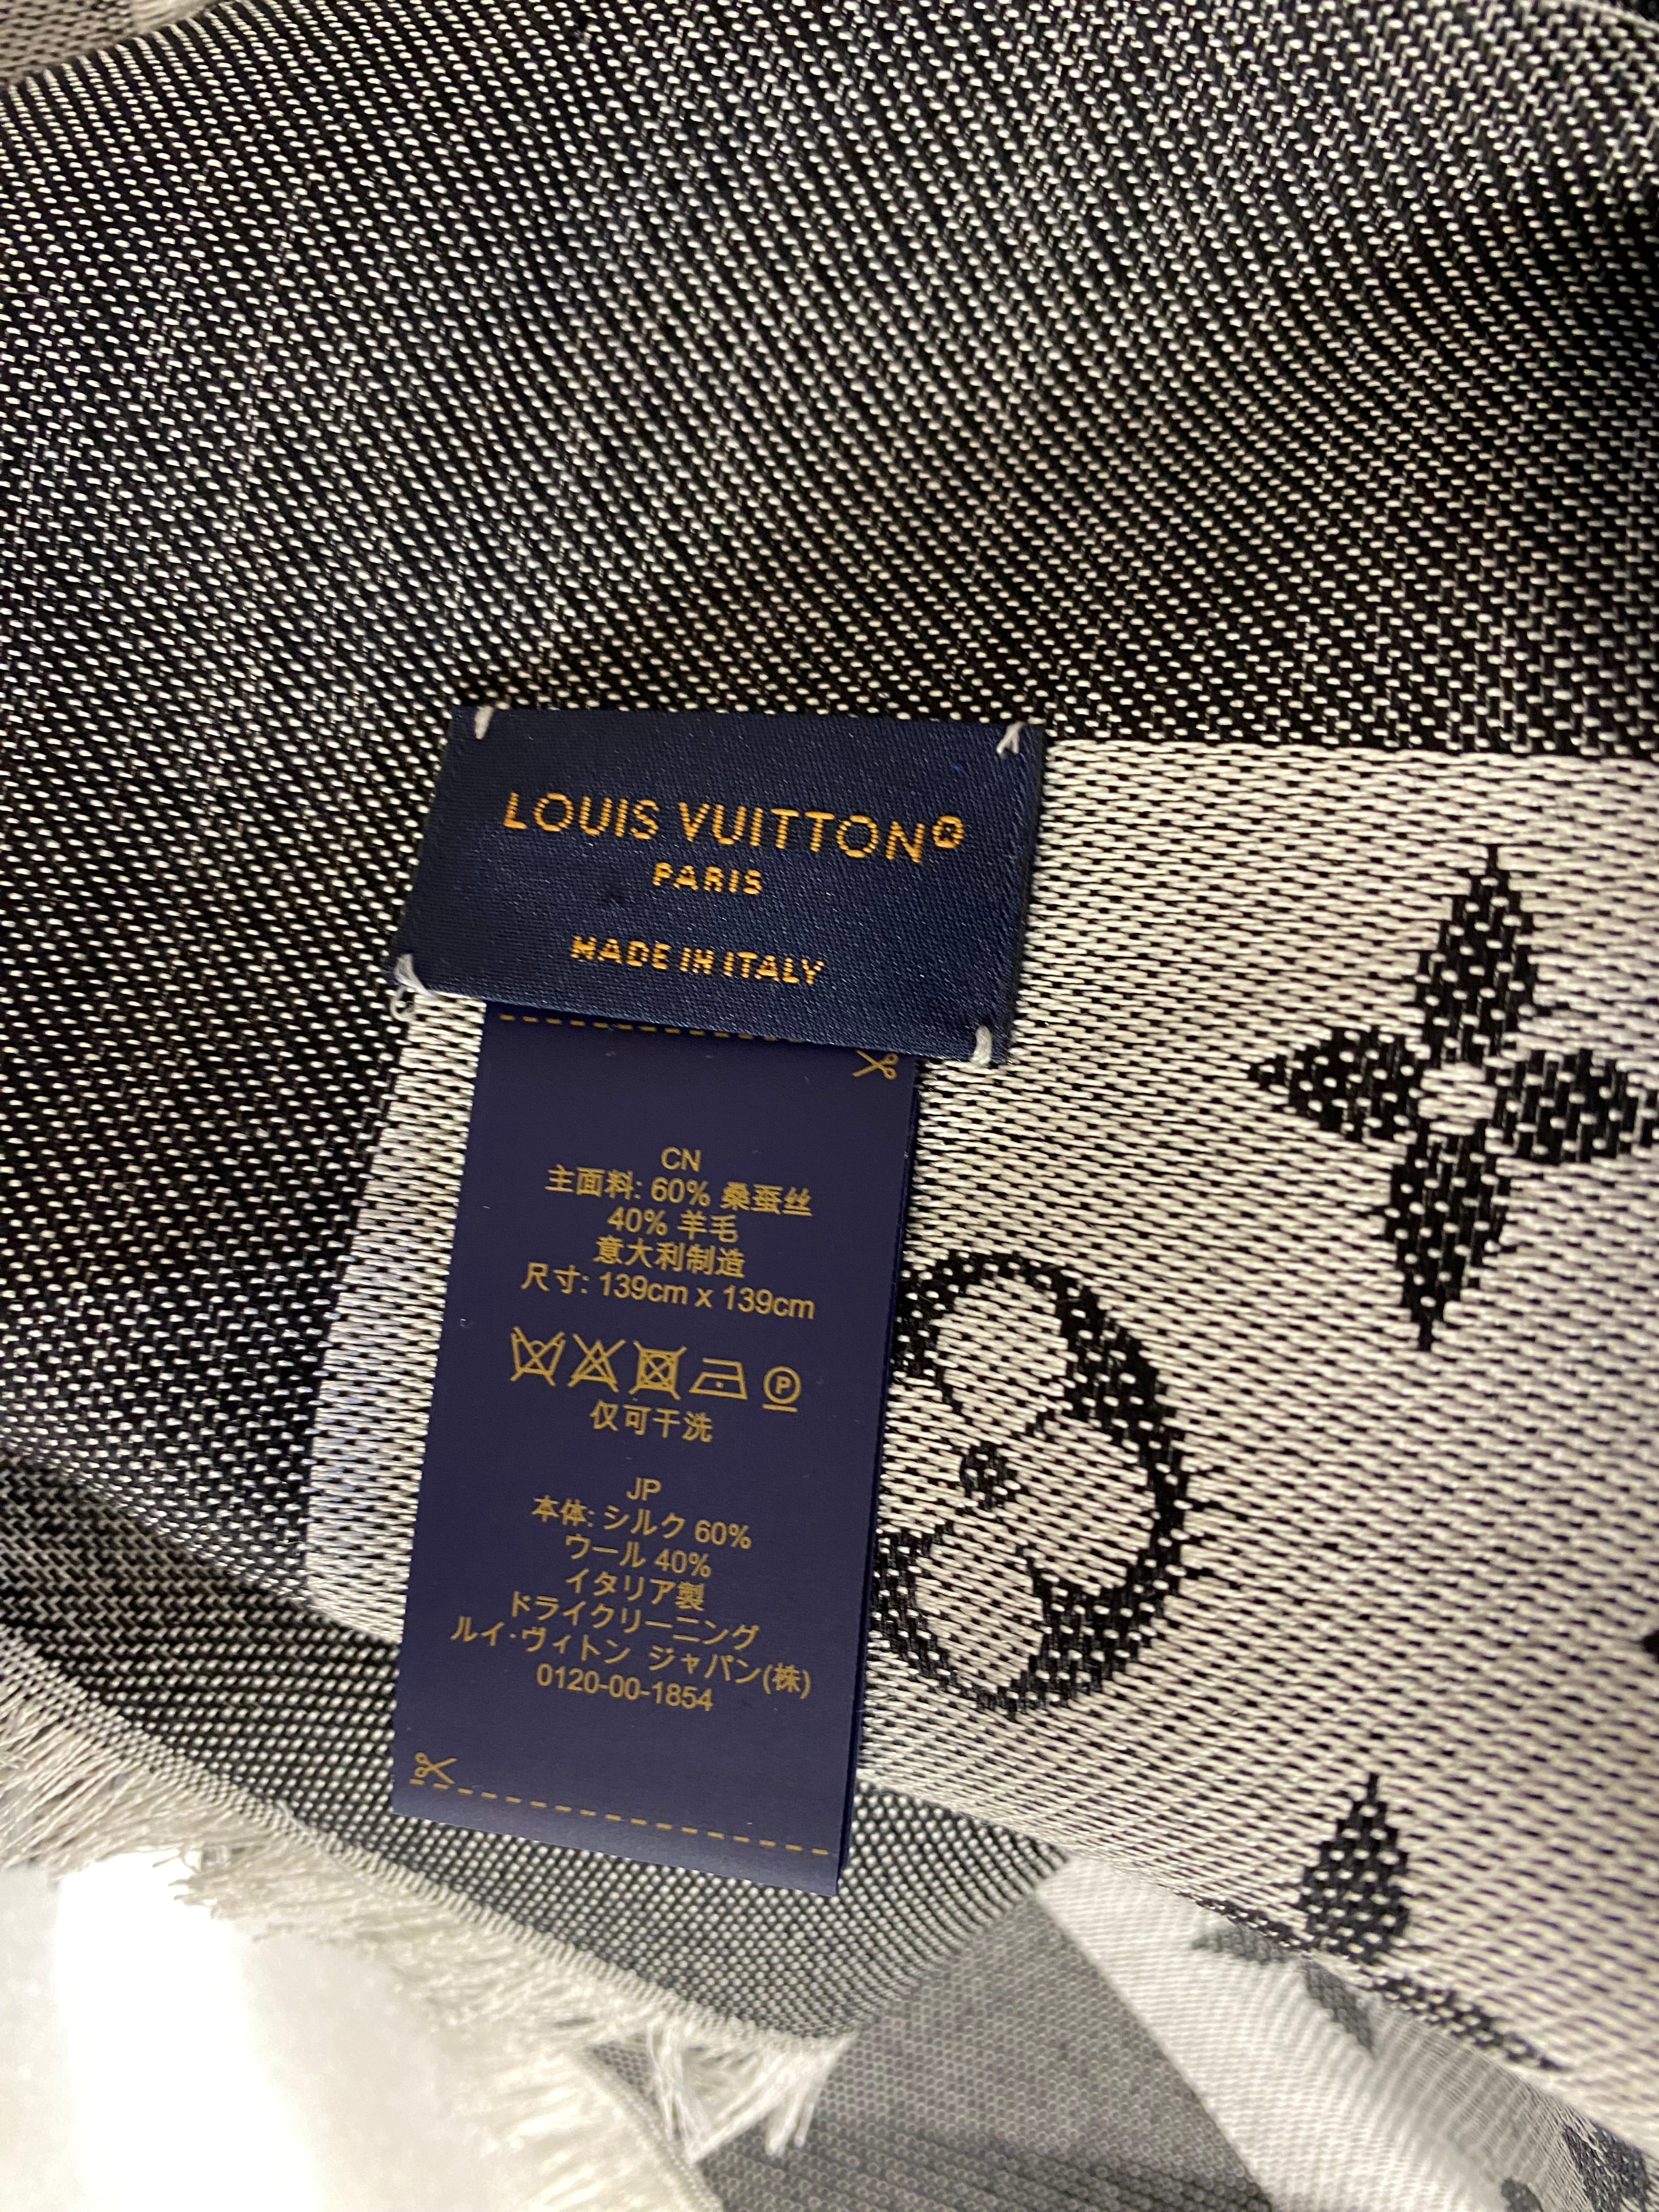 LOUIS VUITTON®
PARIS
MADE IN ITALY
CN
主面料: 60% 桑蚕丝
40% 羊毛
意大利制造
尺寸: 139cm x 139cm
P
仅可干洗
JP
本体: シルク 60%
ウール 40%
イタリア製
ドライクリーニング
ルイ·ヴィトン ジャパン(株)
0120-00-1854